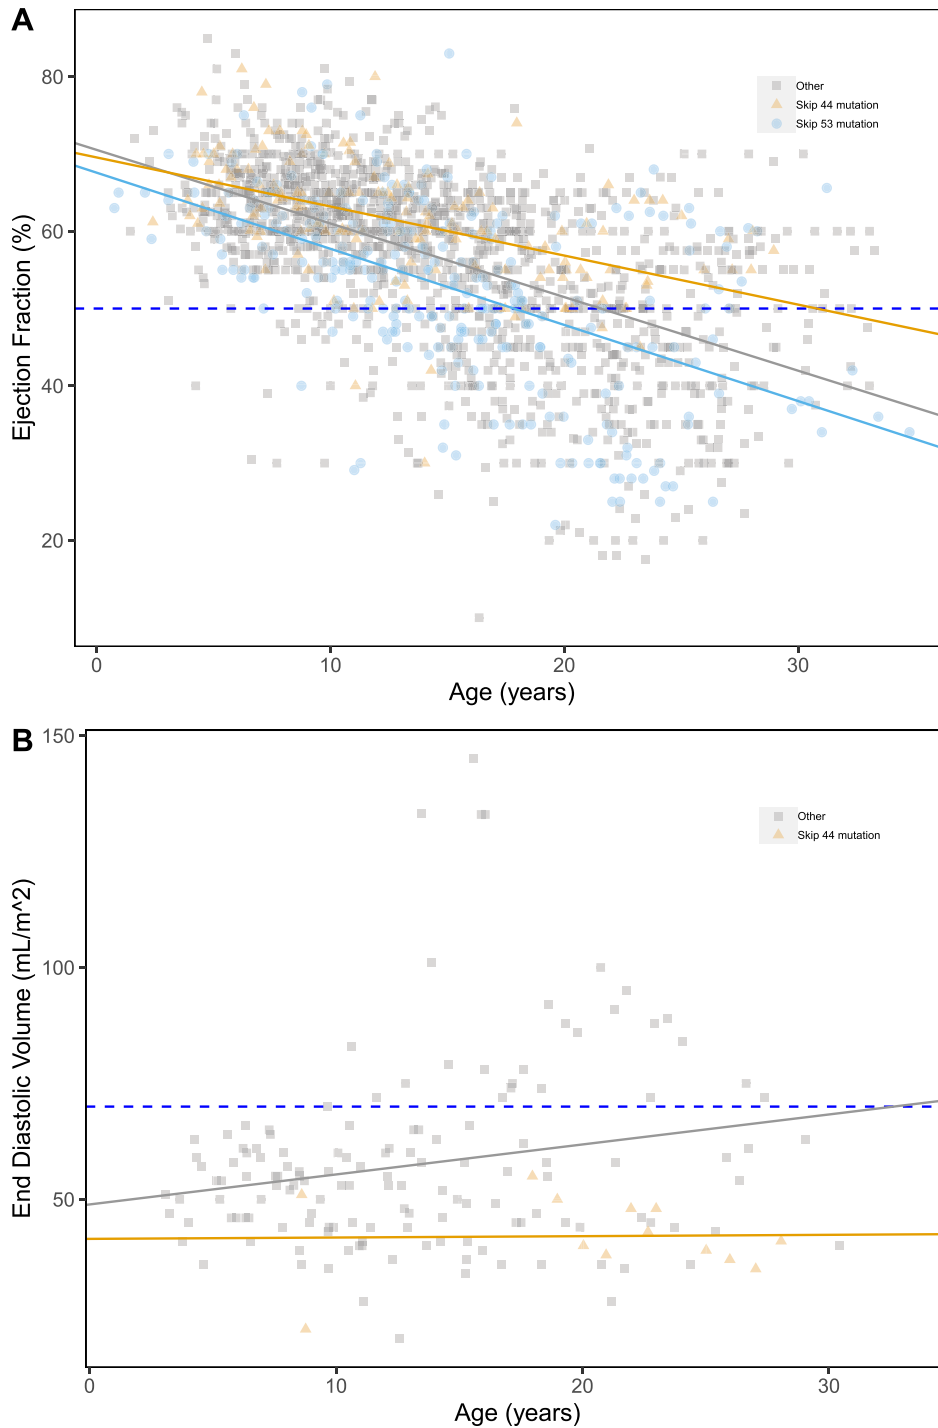 A
Ejection Fraction (%)
80
60
40
20
Other
Skip 44 mutation
Skip 53 mutation
0 10 20 30
Age (years)
B
End Diastolic Volume (mL/m^2)
150
100
50
Other
Skip 44 mutation
0 10 20 30
Age (years)